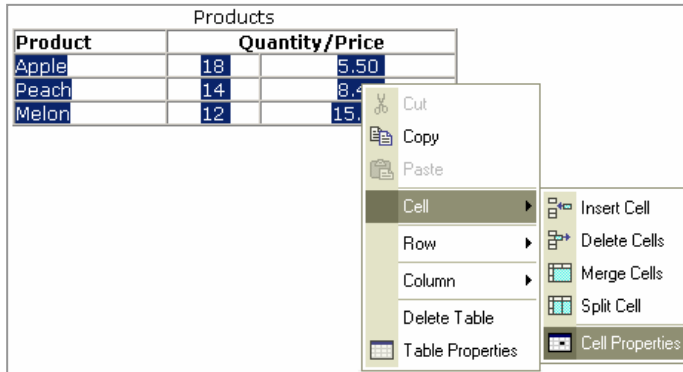 Products
Product Quantity/Price
Apple 18 5.50
Peach 14
Melon 12 15.
Cut
Copy
Paste
Cell
Row
Column
Delete Table
Table Properties
Insert Cell
Delete Cells
Merge Cells
Split Cell
Cell Properties